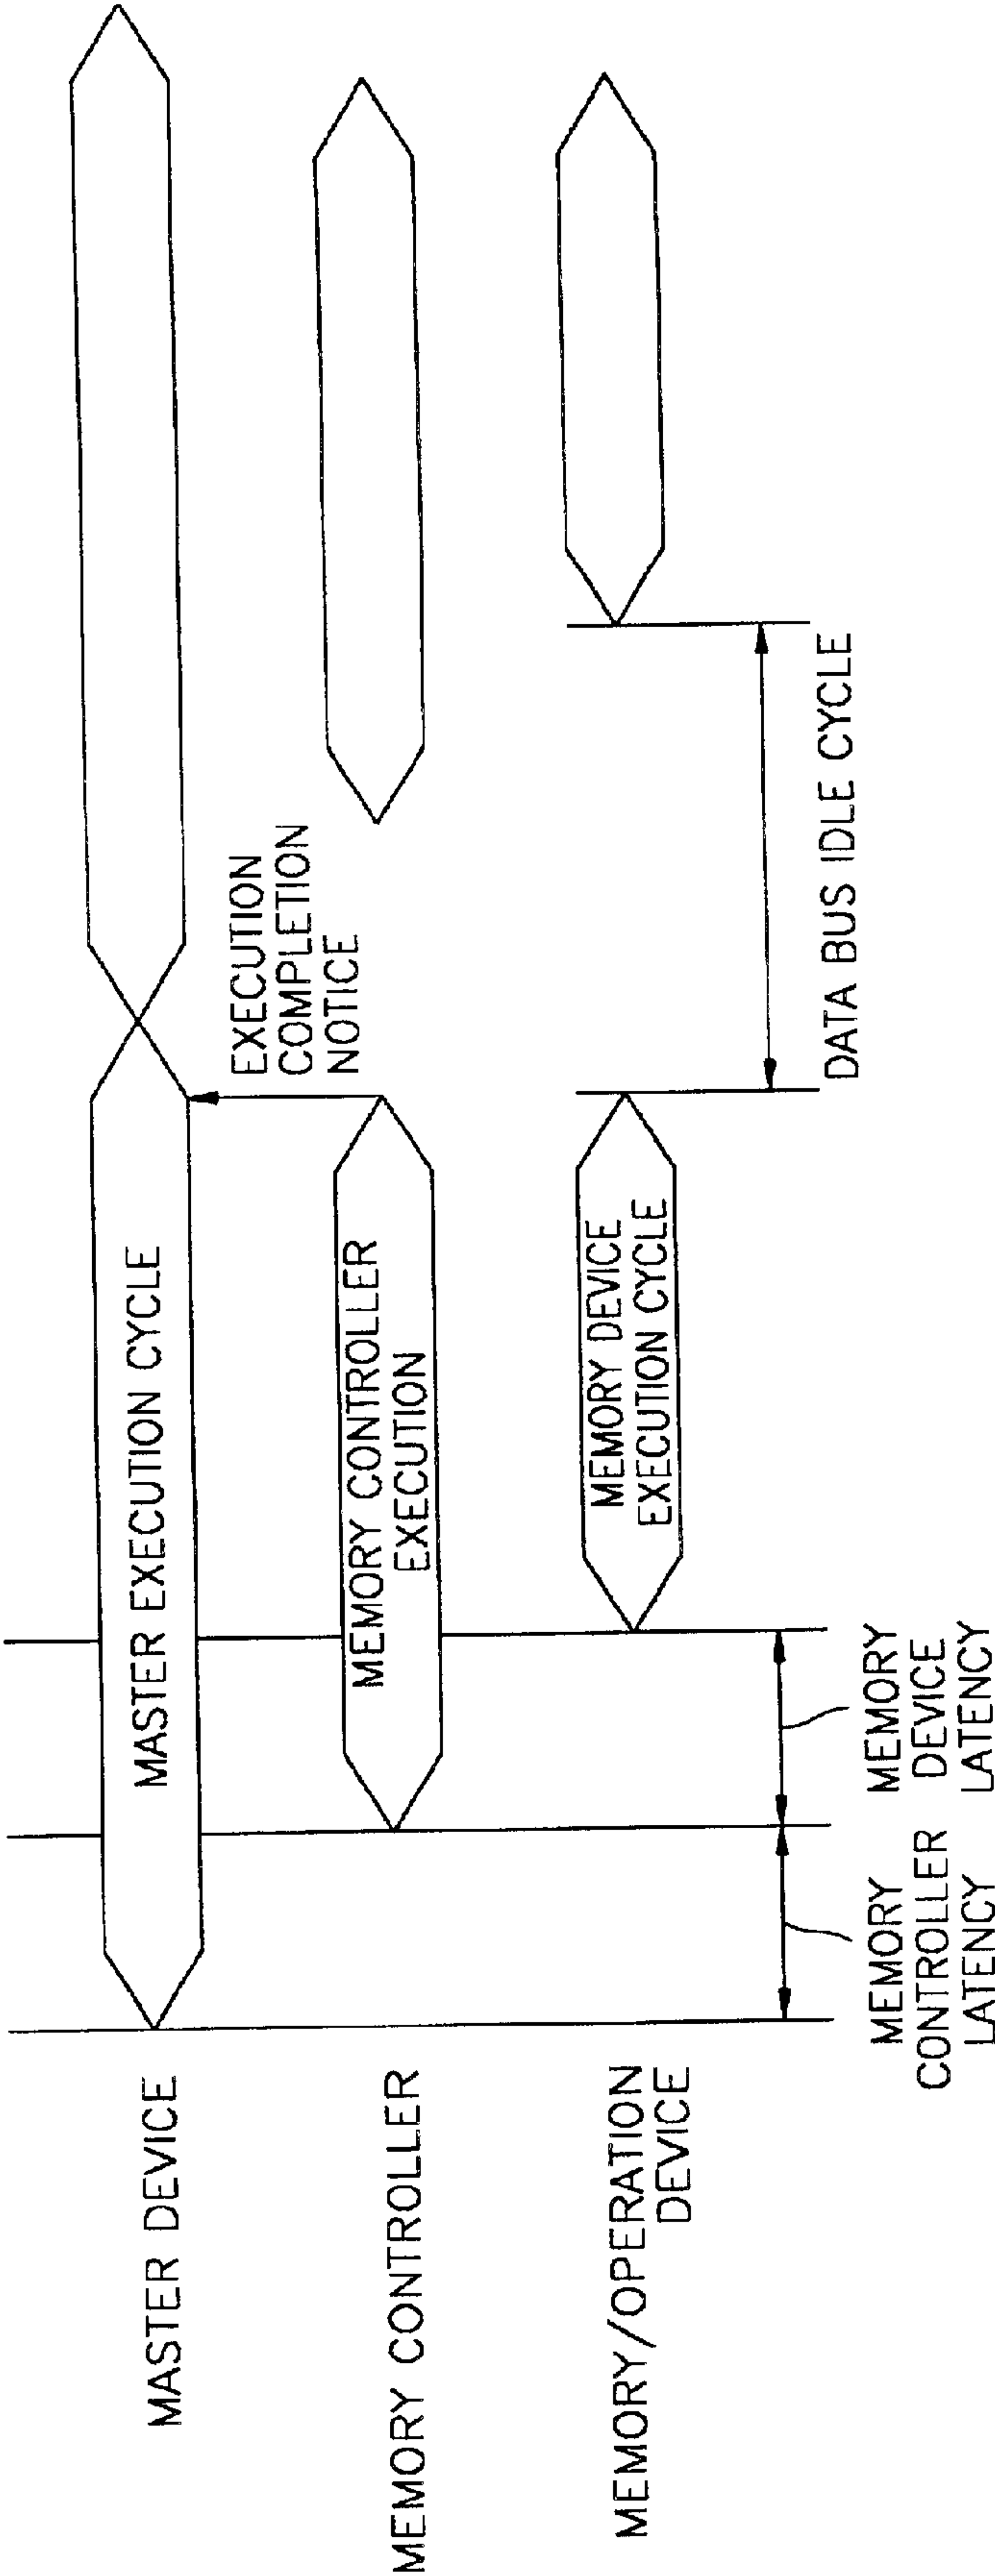 MASTER DEVICE
MASTER EXECUTION CYCLE
EXECUTION
COMPLETION
NOTICE
MEMORY CONTROLLER
MEMORY CONTROLLER
EXECUTION
MEMORY/OPERATION
DEVICE
MEMORY DEVICE
EXECUTION CYCLE
DATA BUS IDLE CYCLE
MEMORY
CONTROLLER
LATENCY
MEMORY
DEVICE
LATENCY